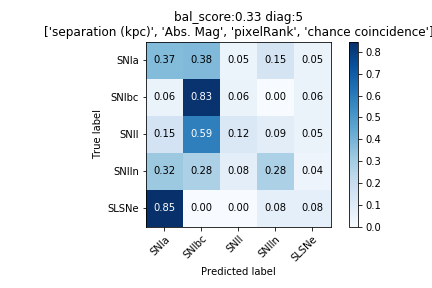 bal_score:0.33 diag:5
['separation (kpc)', 'Abs. Mag', 'pixelRank', 'chance coincidence']
True label
SNIa 0.37 0.38 0.05 0.15 0.05
SNIbc 0.06 0.83 0.06 0.00 0.06
SNII 0.15 0.59 0.12 0.09 0.05
SNIIn 0.32 0.28 0.08 0.28 0.04
SLSNe 0.85 0.00 0.00 0.08 0.08
SNIa SNIbc SNII SNIIn SLSNe
Predicted label
0.8
0.7
0.6
0.5
0.4
0.3
0.2
0.1
0.0